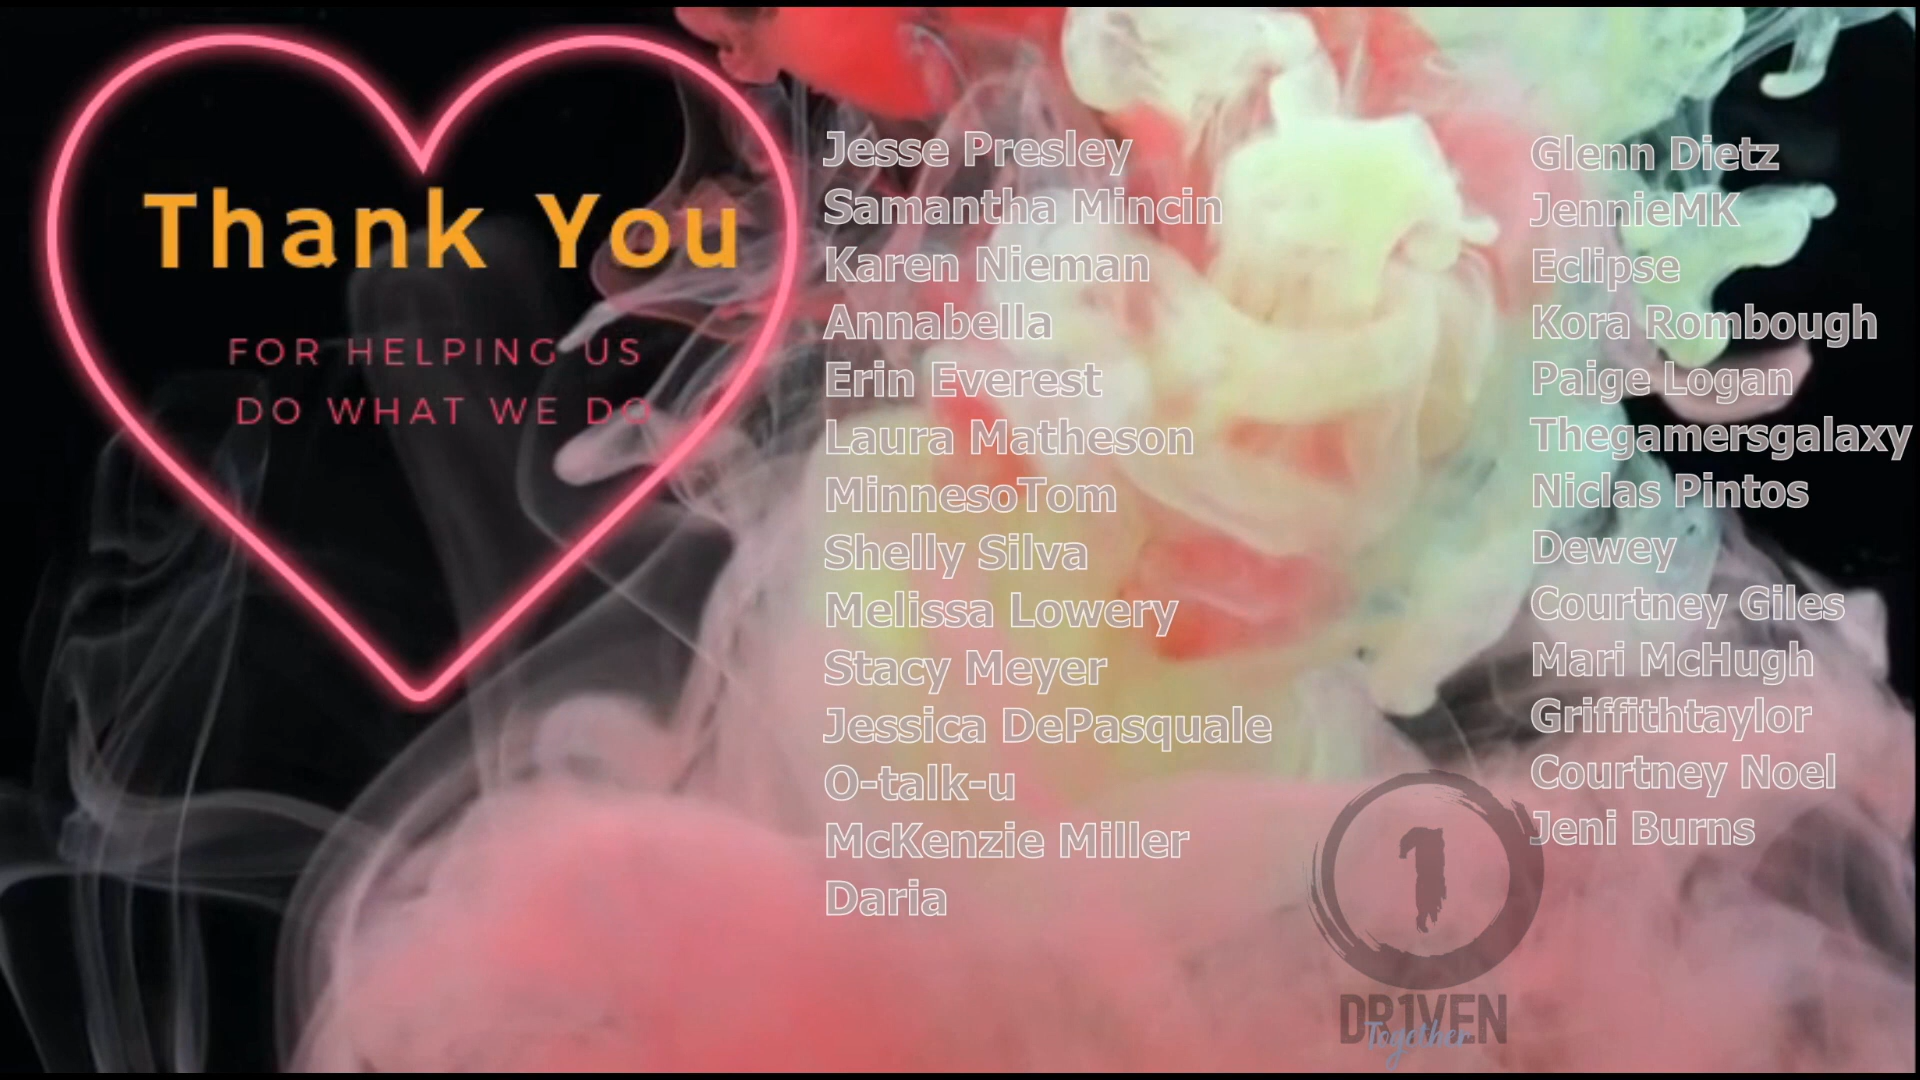 Thank You
FOR HELPING US
DO WHAT WE DO
Jesse Presley
Samantha Mincin
Karen Nieman
Annabella
Erin Everest
Laura Matheson
MinnesoTom
Shelly Silva
Melissa Lowery
Stacy Meyer
Jessica DePasquale
O-talk-u
McKenzie Miller
Daria
Glenn Dietz
JennieMK
Eclipse
Kora Rombough
Paige Logan
Thegamersgalaxy
Niclas Pintos
Dewey
Courtney Giles
Mari McHugh
Griffithtaylor
Courtney Noel
Jeni Burns
1
DR1VEN
Together